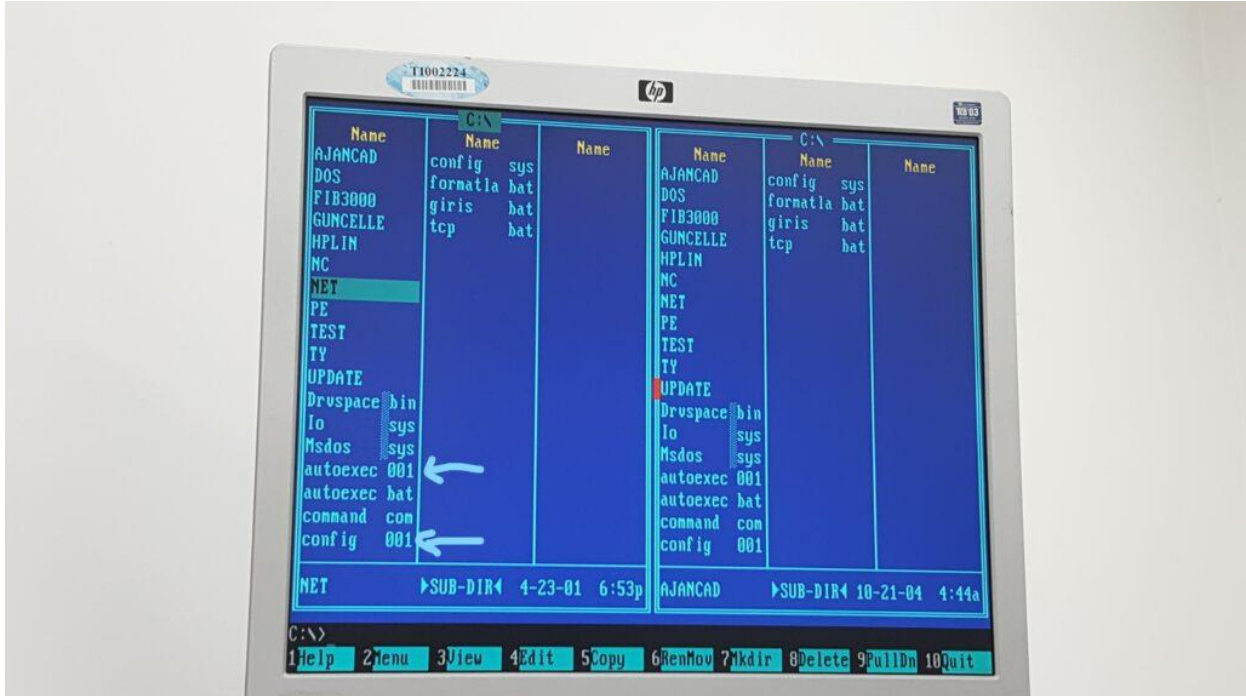 T1002224
hp
C:\
Name Name Name
AJANCAD config sys
DOS formatla bat
FIB3000 giris bat
GUNCELLE tcp bat
HPLIN
NC
NET
PE
TEST
TY
UPDATE
Drvspace bin
Io sys
Msdos sys
autoexec 001
autoexec bat
command com
config 001
NET ►SUB-DIR◄ 4-23-01 6:53p
C:\
Name Name Name
AJANCAD config sys
DOS formatla bat
FIB3000 giris bat
GUNCELLE tcp bat
HPLIN
NC
NET
PE
TEST
TY
UPDATE
Drvspace bin
Io sys
Msdos sys
autoexec 001
autoexec bat
command com
config 001
AJANCAD ►SUB-DIR◄ 10-21-04 4:44a
C:\>
1Help 2Menu 3View 4Edit 5Copy 6RenMov 7Mkdir 8Delete 9PullDn 10Quit